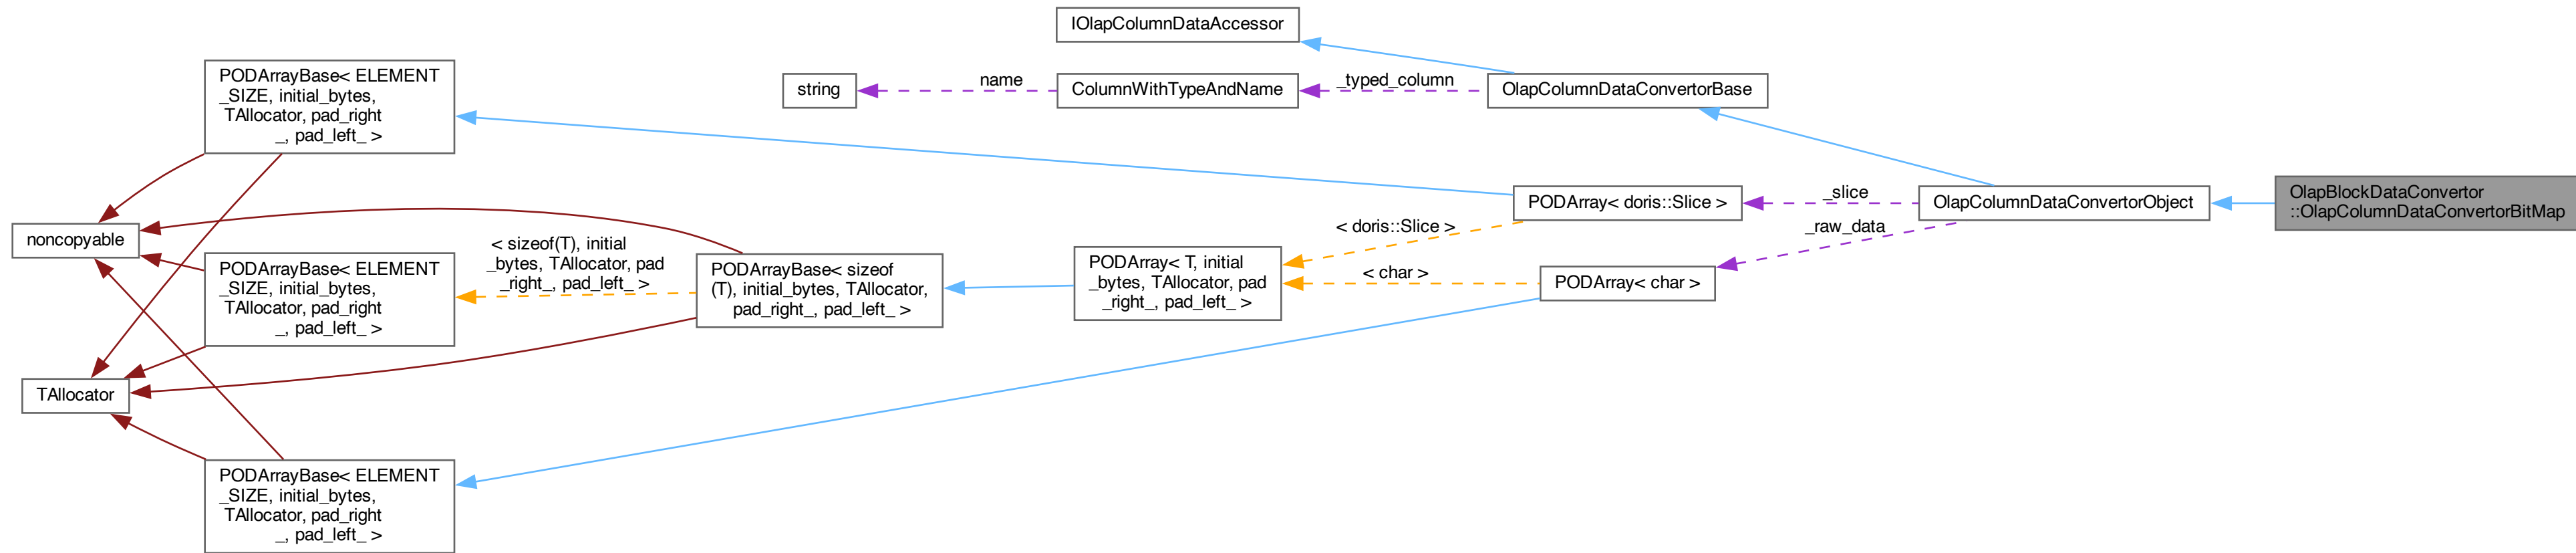 IOlapColumnDataAccessor
PODArrayBase< ELEMENT
_SIZE, initial_bytes,
TAllocator, pad_right
_, pad_left_ >
string
name
ColumnWithTypeAndName
_typed_column
OlapColumnDataConvertorBase
noncopyable
PODArray< doris::Slice >
_slice
OlapColumnDataConvertorObject
OlapBlockDataConvertor
::OlapColumnDataConvertorBitMap
_raw_data
< doris::Slice >
< sizeof(T), initial
_bytes, TAllocator, pad
_right_, pad_left_ >
PODArrayBase< ELEMENT
_SIZE, initial_bytes,
TAllocator, pad_right
_, pad_left_ >
PODArrayBase< sizeof
(T), initial_bytes, TAllocator,
pad_right_, pad_left_ >
PODArray< T, initial
_bytes, TAllocator, pad
_right_, pad_left_ >
< char >
PODArray< char >
TAllocator
PODArrayBase< ELEMENT
_SIZE, initial_bytes,
TAllocator, pad_right
_, pad_left_ >